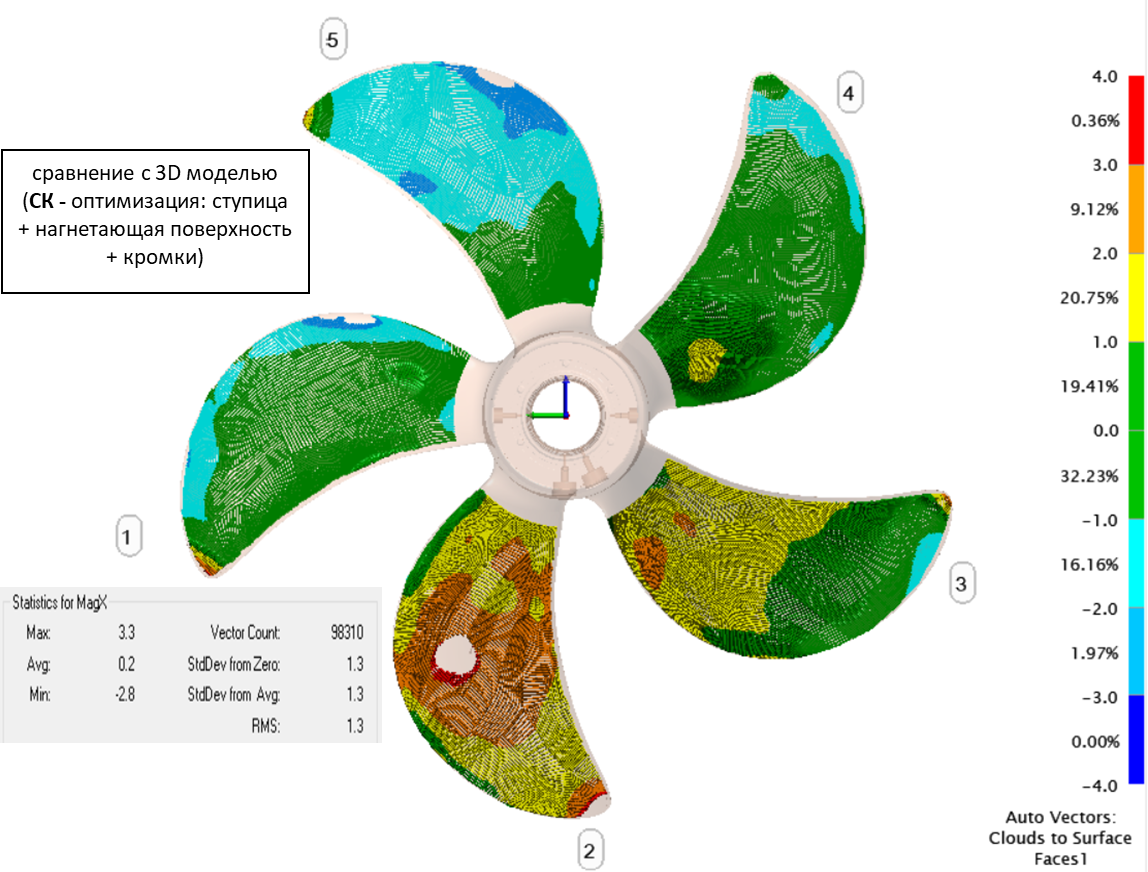 5
4
сравнение с 3D моделью
(СК - оптимизация: ступица
+ нагнетающая поверхность
+ кромки)
1
3
2
Statistics for MagX
Max: 3.3 Vector Count: 98310
Avg: 0.2 StdDev from Zero: 1.3
Min: -2.8 StdDev from Avg: 1.3
RMS: 1.3
4.0
0.36%
3.0
9.12%
2.0
20.75%
1.0
19.41%
0.0
32.23%
-1.0
16.16%
-2.0
1.97%
-3.0
0.00%
-4.0
Auto Vectors:
Clouds to Surface
Faces1